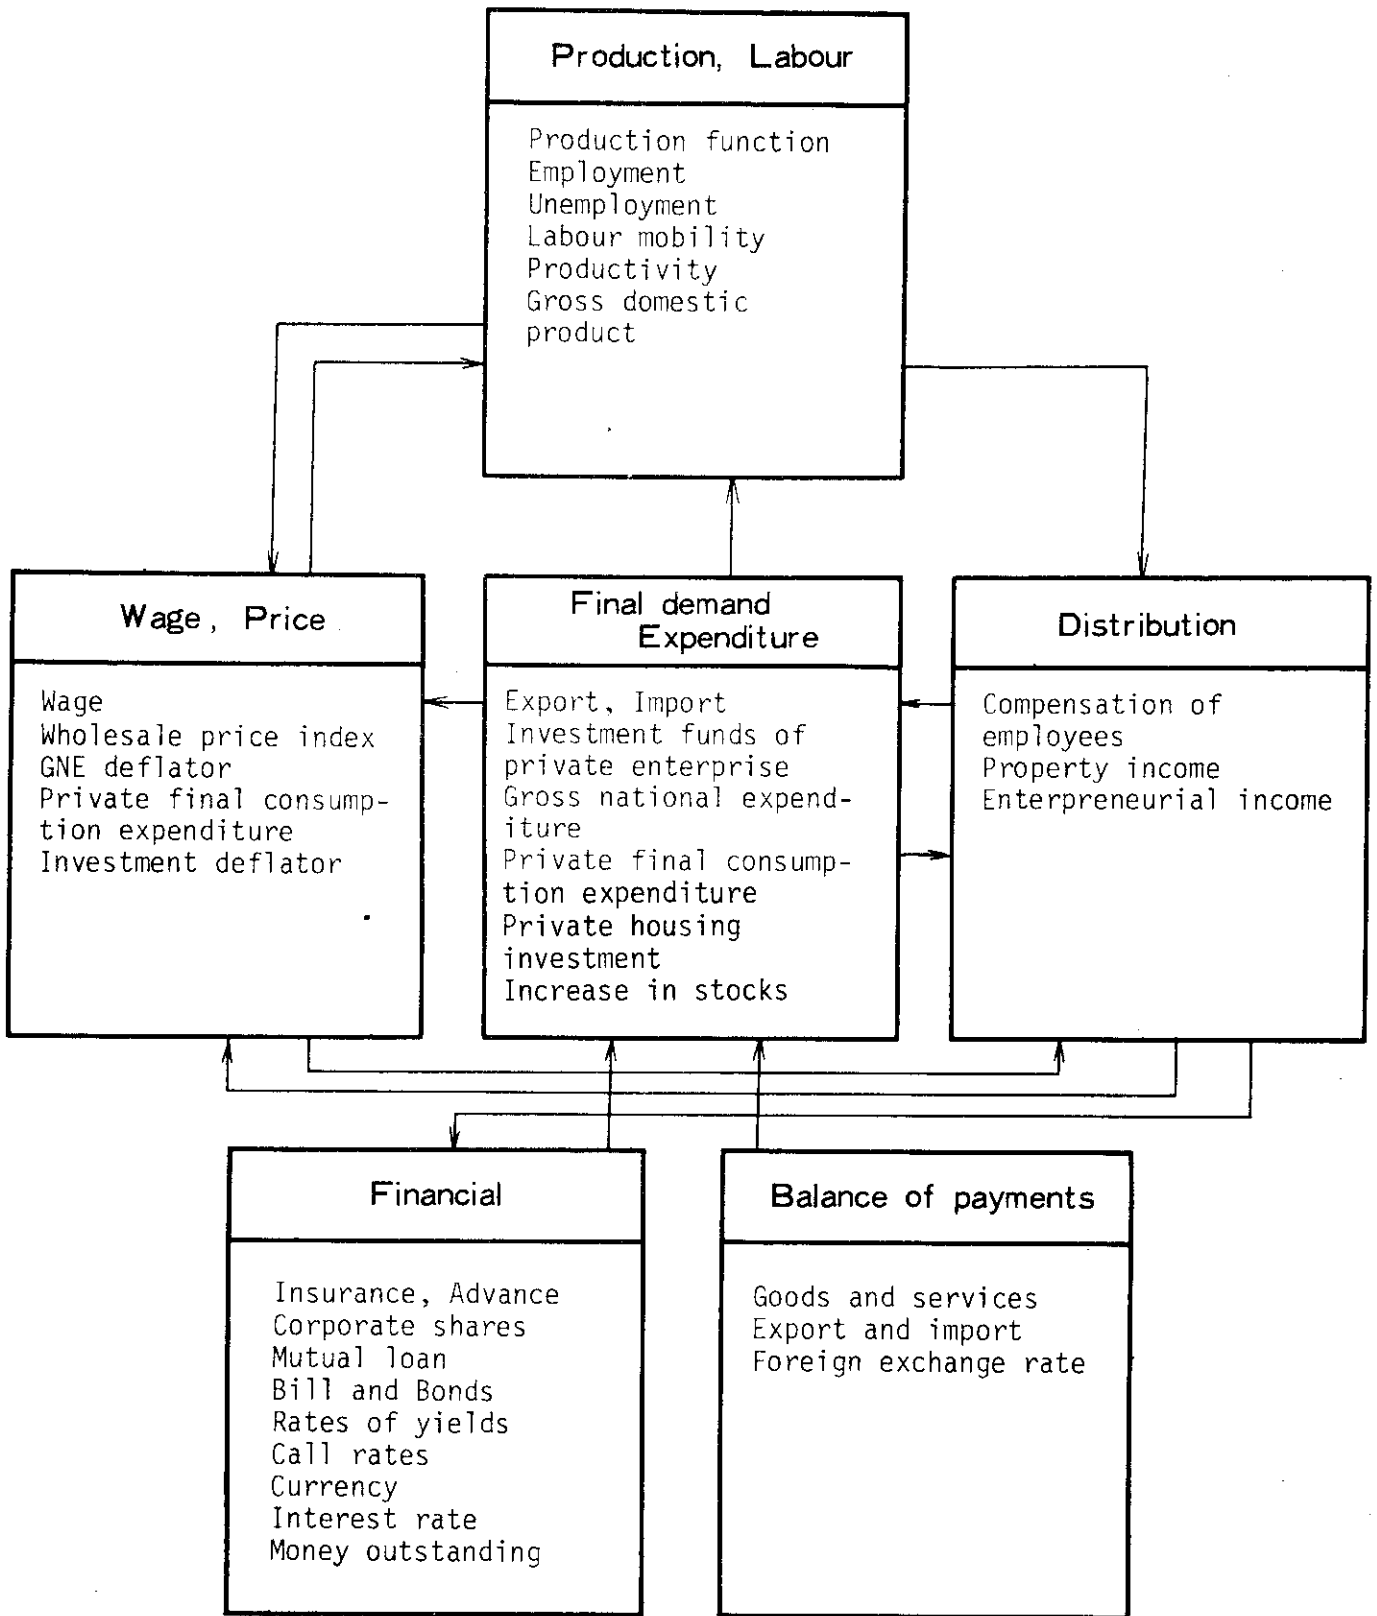 Production, Labour
Production function
Employment
Unemployment
Labour mobility
Productivity
Gross domestic
product
Wage, Price
Wage
Wholesale price index
GNE deflator
Private final consump-
tion expenditure
Investment deflator
Final demand
Expenditure
Export, Import
Investment funds of
private enterprise
Gross national expend-
iture
Private final consump-
tion expenditure
Private housing
investment
Increase in stocks
Distribution
Compensation of
employees
Property income
Enterpreneurial income
Financial
Insurance, Advance
Corporate shares
Mutual loan
Bill and Bonds
Rates of yields
Call rates
Currency
Interest rate
Money outstanding
Balance of payments
Goods and services
Export and import
Foreign exchange rate